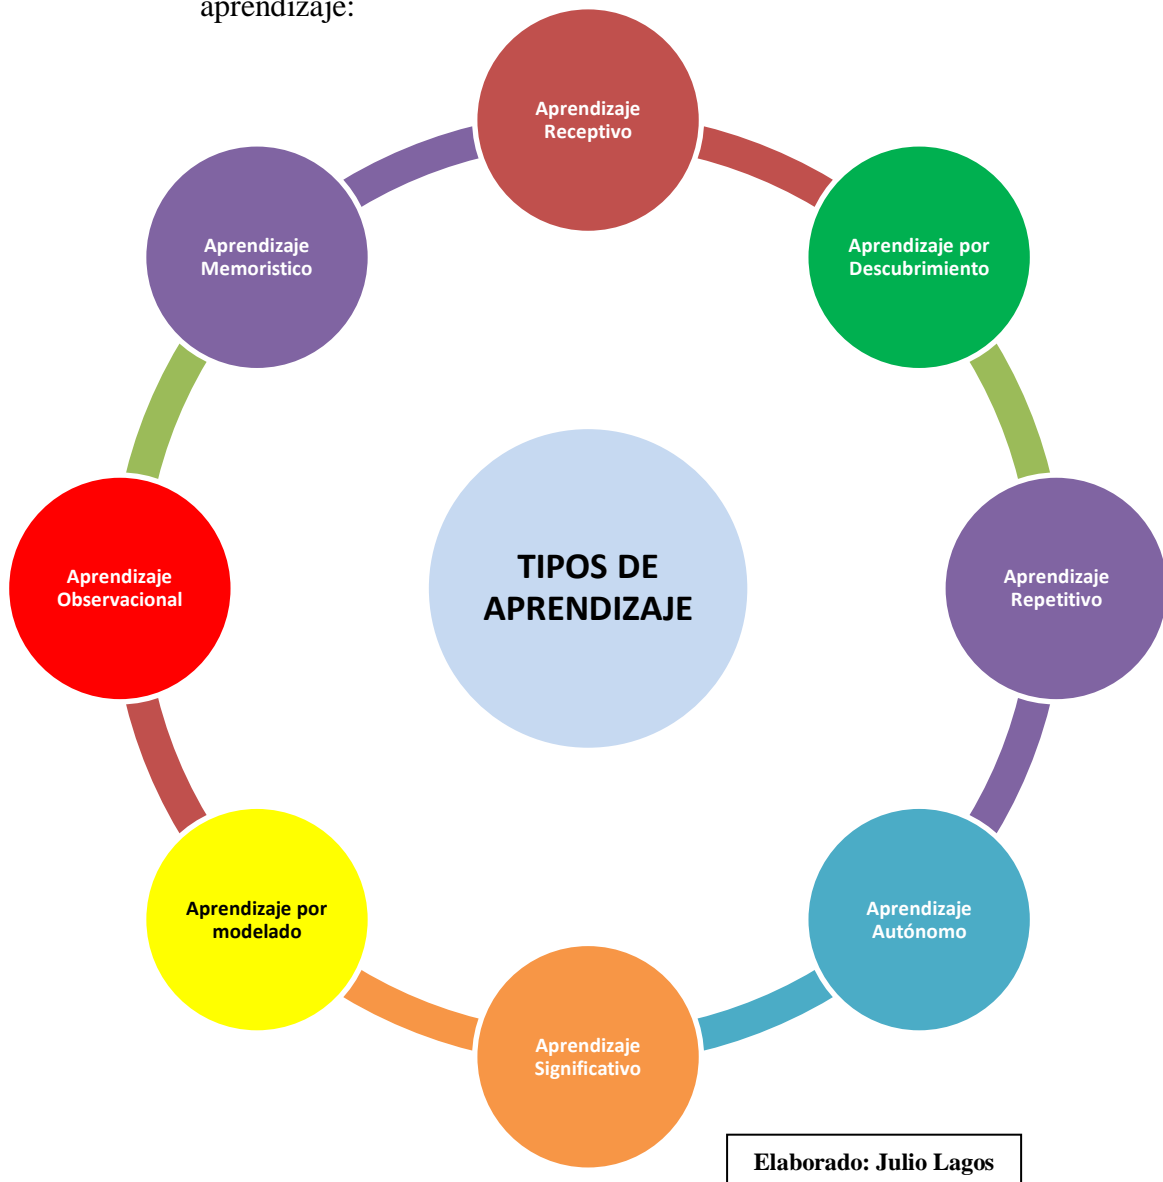 aprendizaje:
Aprendizaje
Receptivo
Aprendizaje por
Descubrimiento
Aprendizaje
Repetitivo
Aprendizaje
Autónomo
Aprendizaje
Significativo
Aprendizaje por
modelado
Aprendizaje
Observacional
Aprendizaje
Memoristico
TIPOS DE
APRENDIZAJE
Elaborado: Julio Lagos